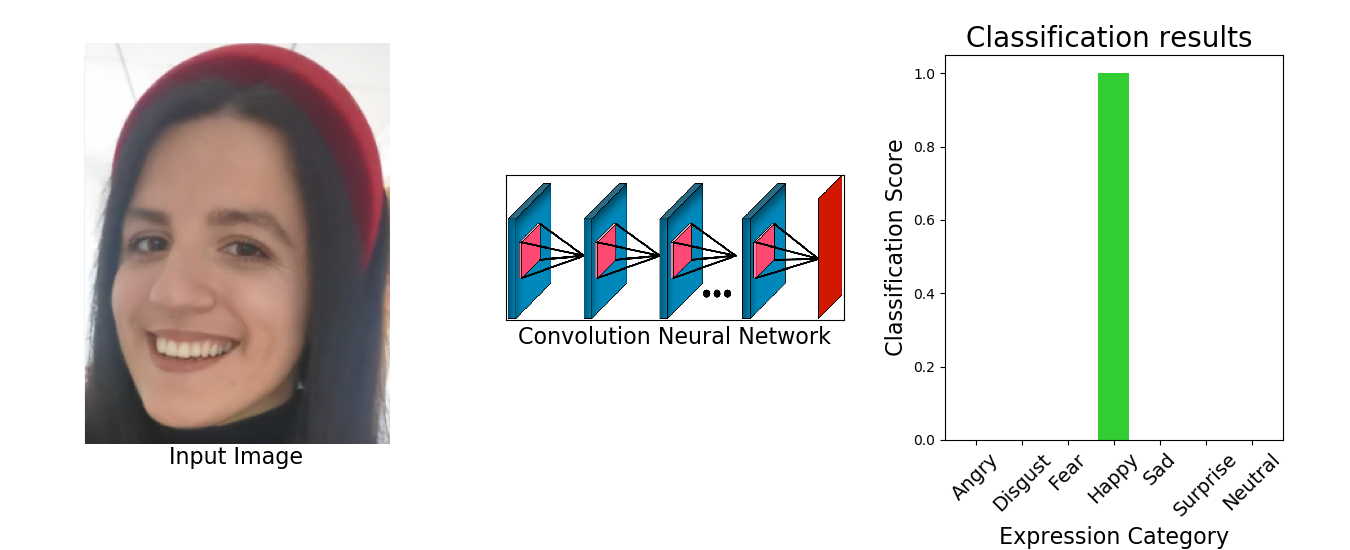 Input Image
Convolution Neural Network
Classification results
Classification Score
1.0
0.8
0.6
0.4
0.2
0.0
Angry
Disgust
Fear
Happy
Sad
Surprise
Neutral
Expression Category